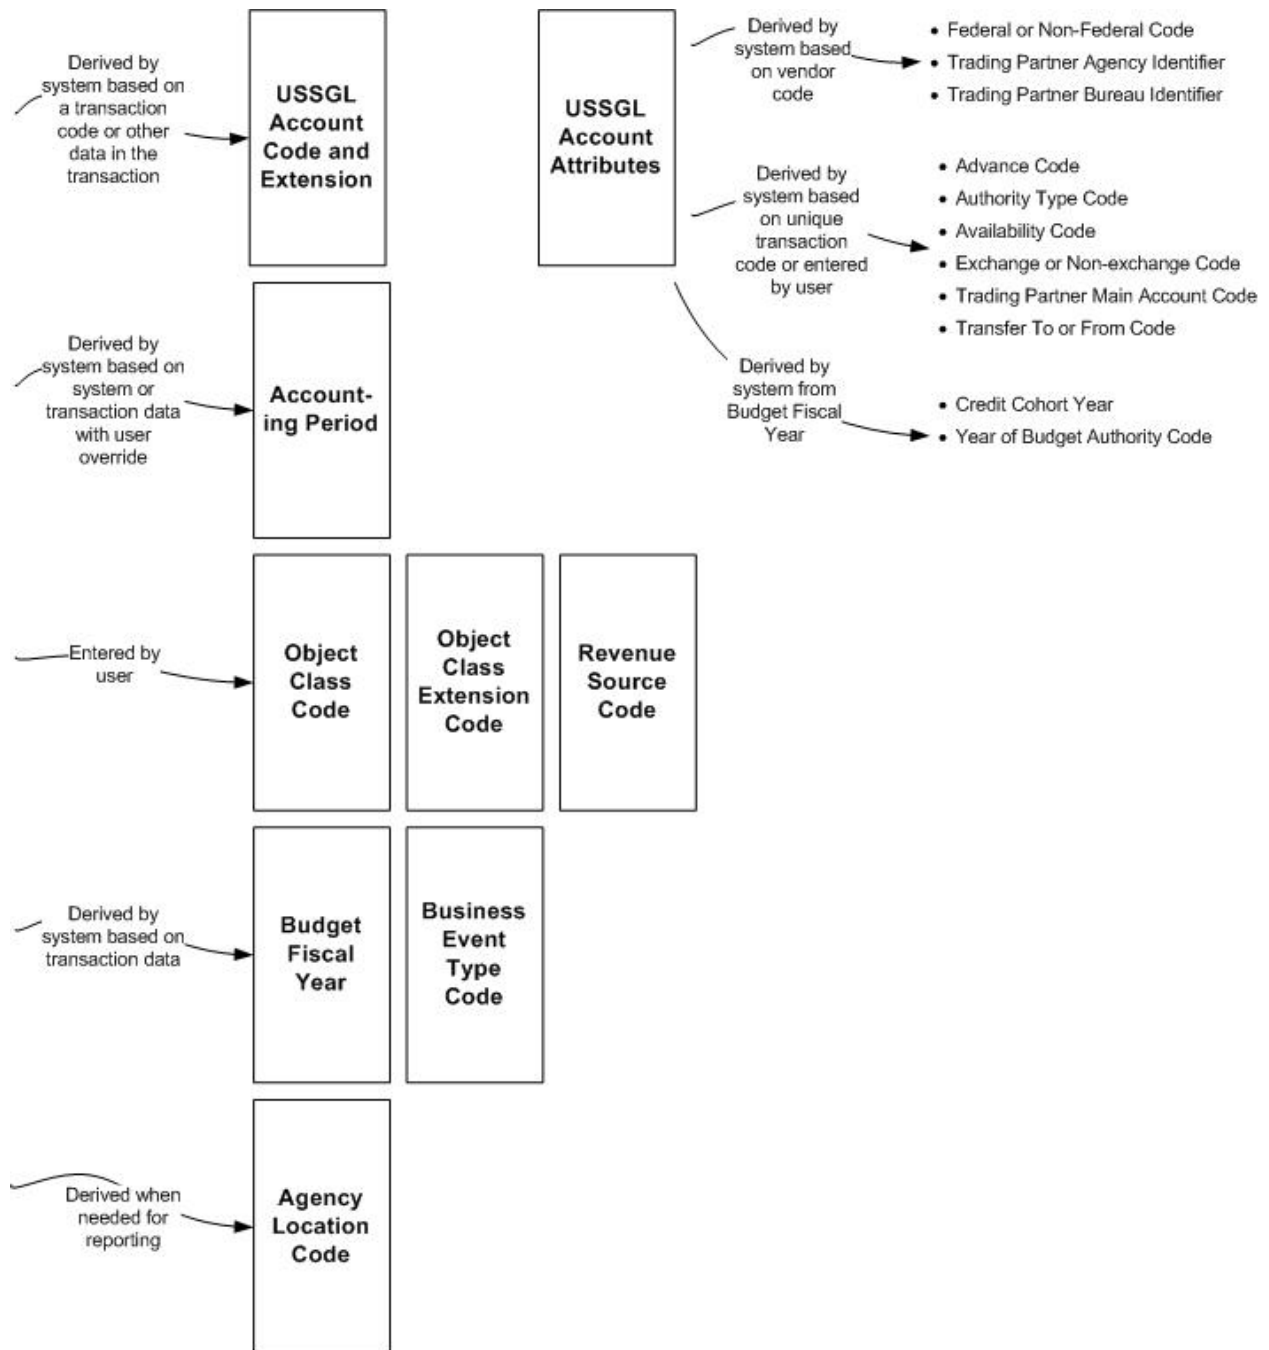 Derived by
system based on
a transaction
code or other
data in the
transaction
USSGL
Account
Code and
Extension
USSGL
Account
Attributes
Derived by
system based
on vendor
code
• Federal or Non-Federal Code
• Trading Partner Agency Identifier
• Trading Partner Bureau Identifier
Derived by
system based
on unique
transaction
code or entered
by user
• Advance Code
• Authority Type Code
• Availability Code
• Exchange or Non-exchange Code
• Trading Partner Main Account Code
• Transfer To or From Code
Derived by
system from
Budget Fiscal
Year
• Credit Cohort Year
• Year of Budget Authority Code
Derived by
system based on
system or
transaction data
with user
override
Account-
ing Period
Entered by
user
Object
Class
Code
Object
Class
Extension
Code
Revenue
Source
Code
Derived by
system based on
transaction data
Budget
Fiscal
Year
Business
Event
Type
Code
Derived when
needed for
reporting
Agency
Location
Code